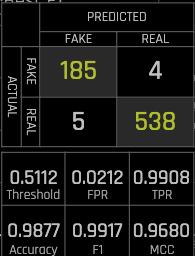 PREDICTED
FAKE REAL
ACTUAL
FAKE 185 4
REAL 5 538
0.5112 0.0212 0.9908
Threshold FPR TPR
0.9877 0.9917 0.9680
Accuracy F1 MCC